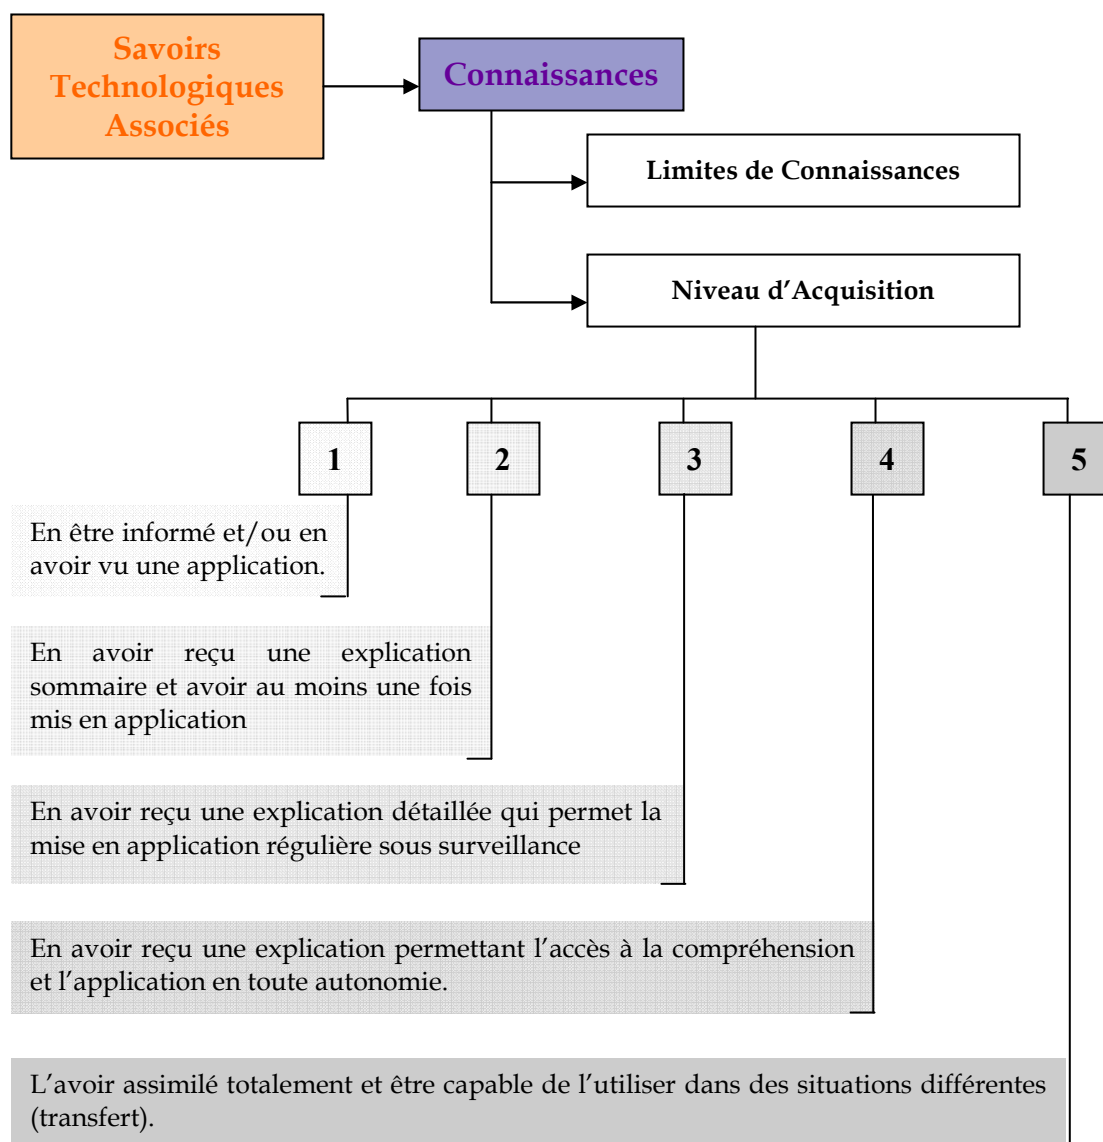 Savoirs
Technologiques
Associés
Connaissances
Limites de Connaissances
Niveau d’Acquisition
1
2
3
4
5
En être informé et/ou en
avoir vu une application.
En avoir reçu une explication
sommaire et avoir au moins une fois
mis en application
En avoir reçu une explication détaillée qui permet la
mise en application régulière sous surveillance
En avoir reçu une explication permettant l’accès à la compréhension
et l’application en toute autonomie.
L’avoir assimilé totalement et être capable de l’utiliser dans des situations différentes
(transfert).